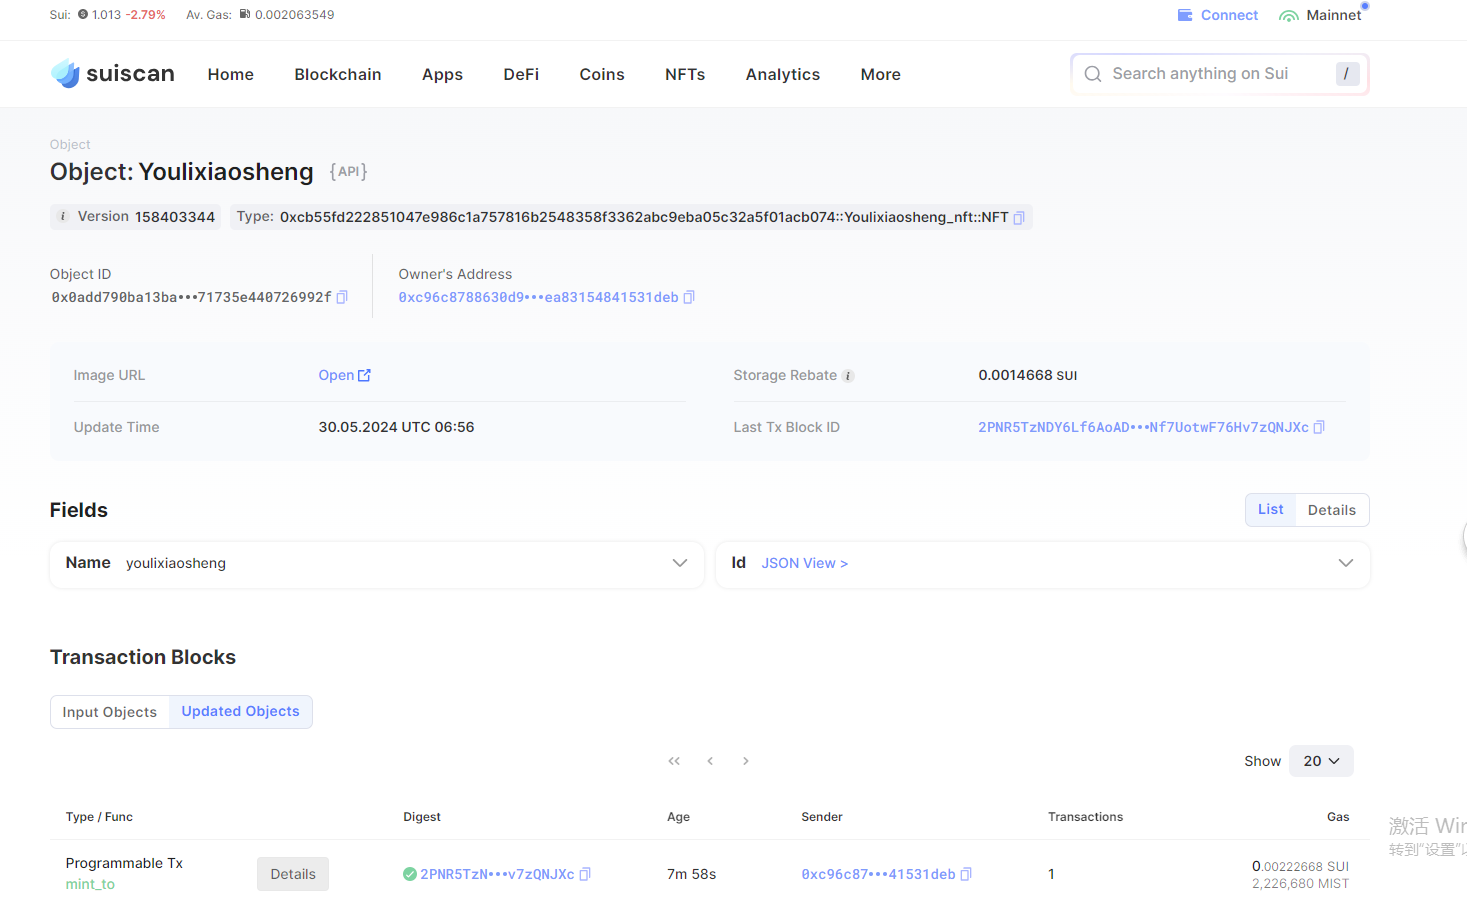 Sui: 1.013 -2.79% Av. Gas: 0.002063549 Connect Mainnet
suiscan Home Blockchain Apps DeFi Coins NFTs Analytics More Search anything on Sui /
Object
Object: Youlixiaosheng {API}
i Version 158403344 Type: 0xcb55fd222851047e986c1a757816b2548358f3362abc9eba05c32a5f01acb074::Youlixiaosheng_nft::NFT
Object ID Owner's Address
0x0add790ba13ba•••71735e440726992f 0xc96c8788630d9•••ea83154841531deb
Image URL Open Storage Rebate i 0.0014668 SUI
Update Time 30.05.2024 UTC 06:56 Last Tx Block ID 2PNR5TzNDY6Lf6AoAD•••Nf7UotwF76Hv7zQNJXc
Fields List Details
Name youlixiaosheng Id JSON View >
Transaction Blocks
Input Objects Updated Objects
« ‹ › Show 20
Type / Func Digest Age Sender Transactions Gas
Programmable Tx Details 2PNR5TzN•••v7zQNJXc 7m 58s 0xc96c87•••41531deb 1 0.00222668 SUI
mint_to 2,226,680 MIST
激活 Win
转到"设置"以